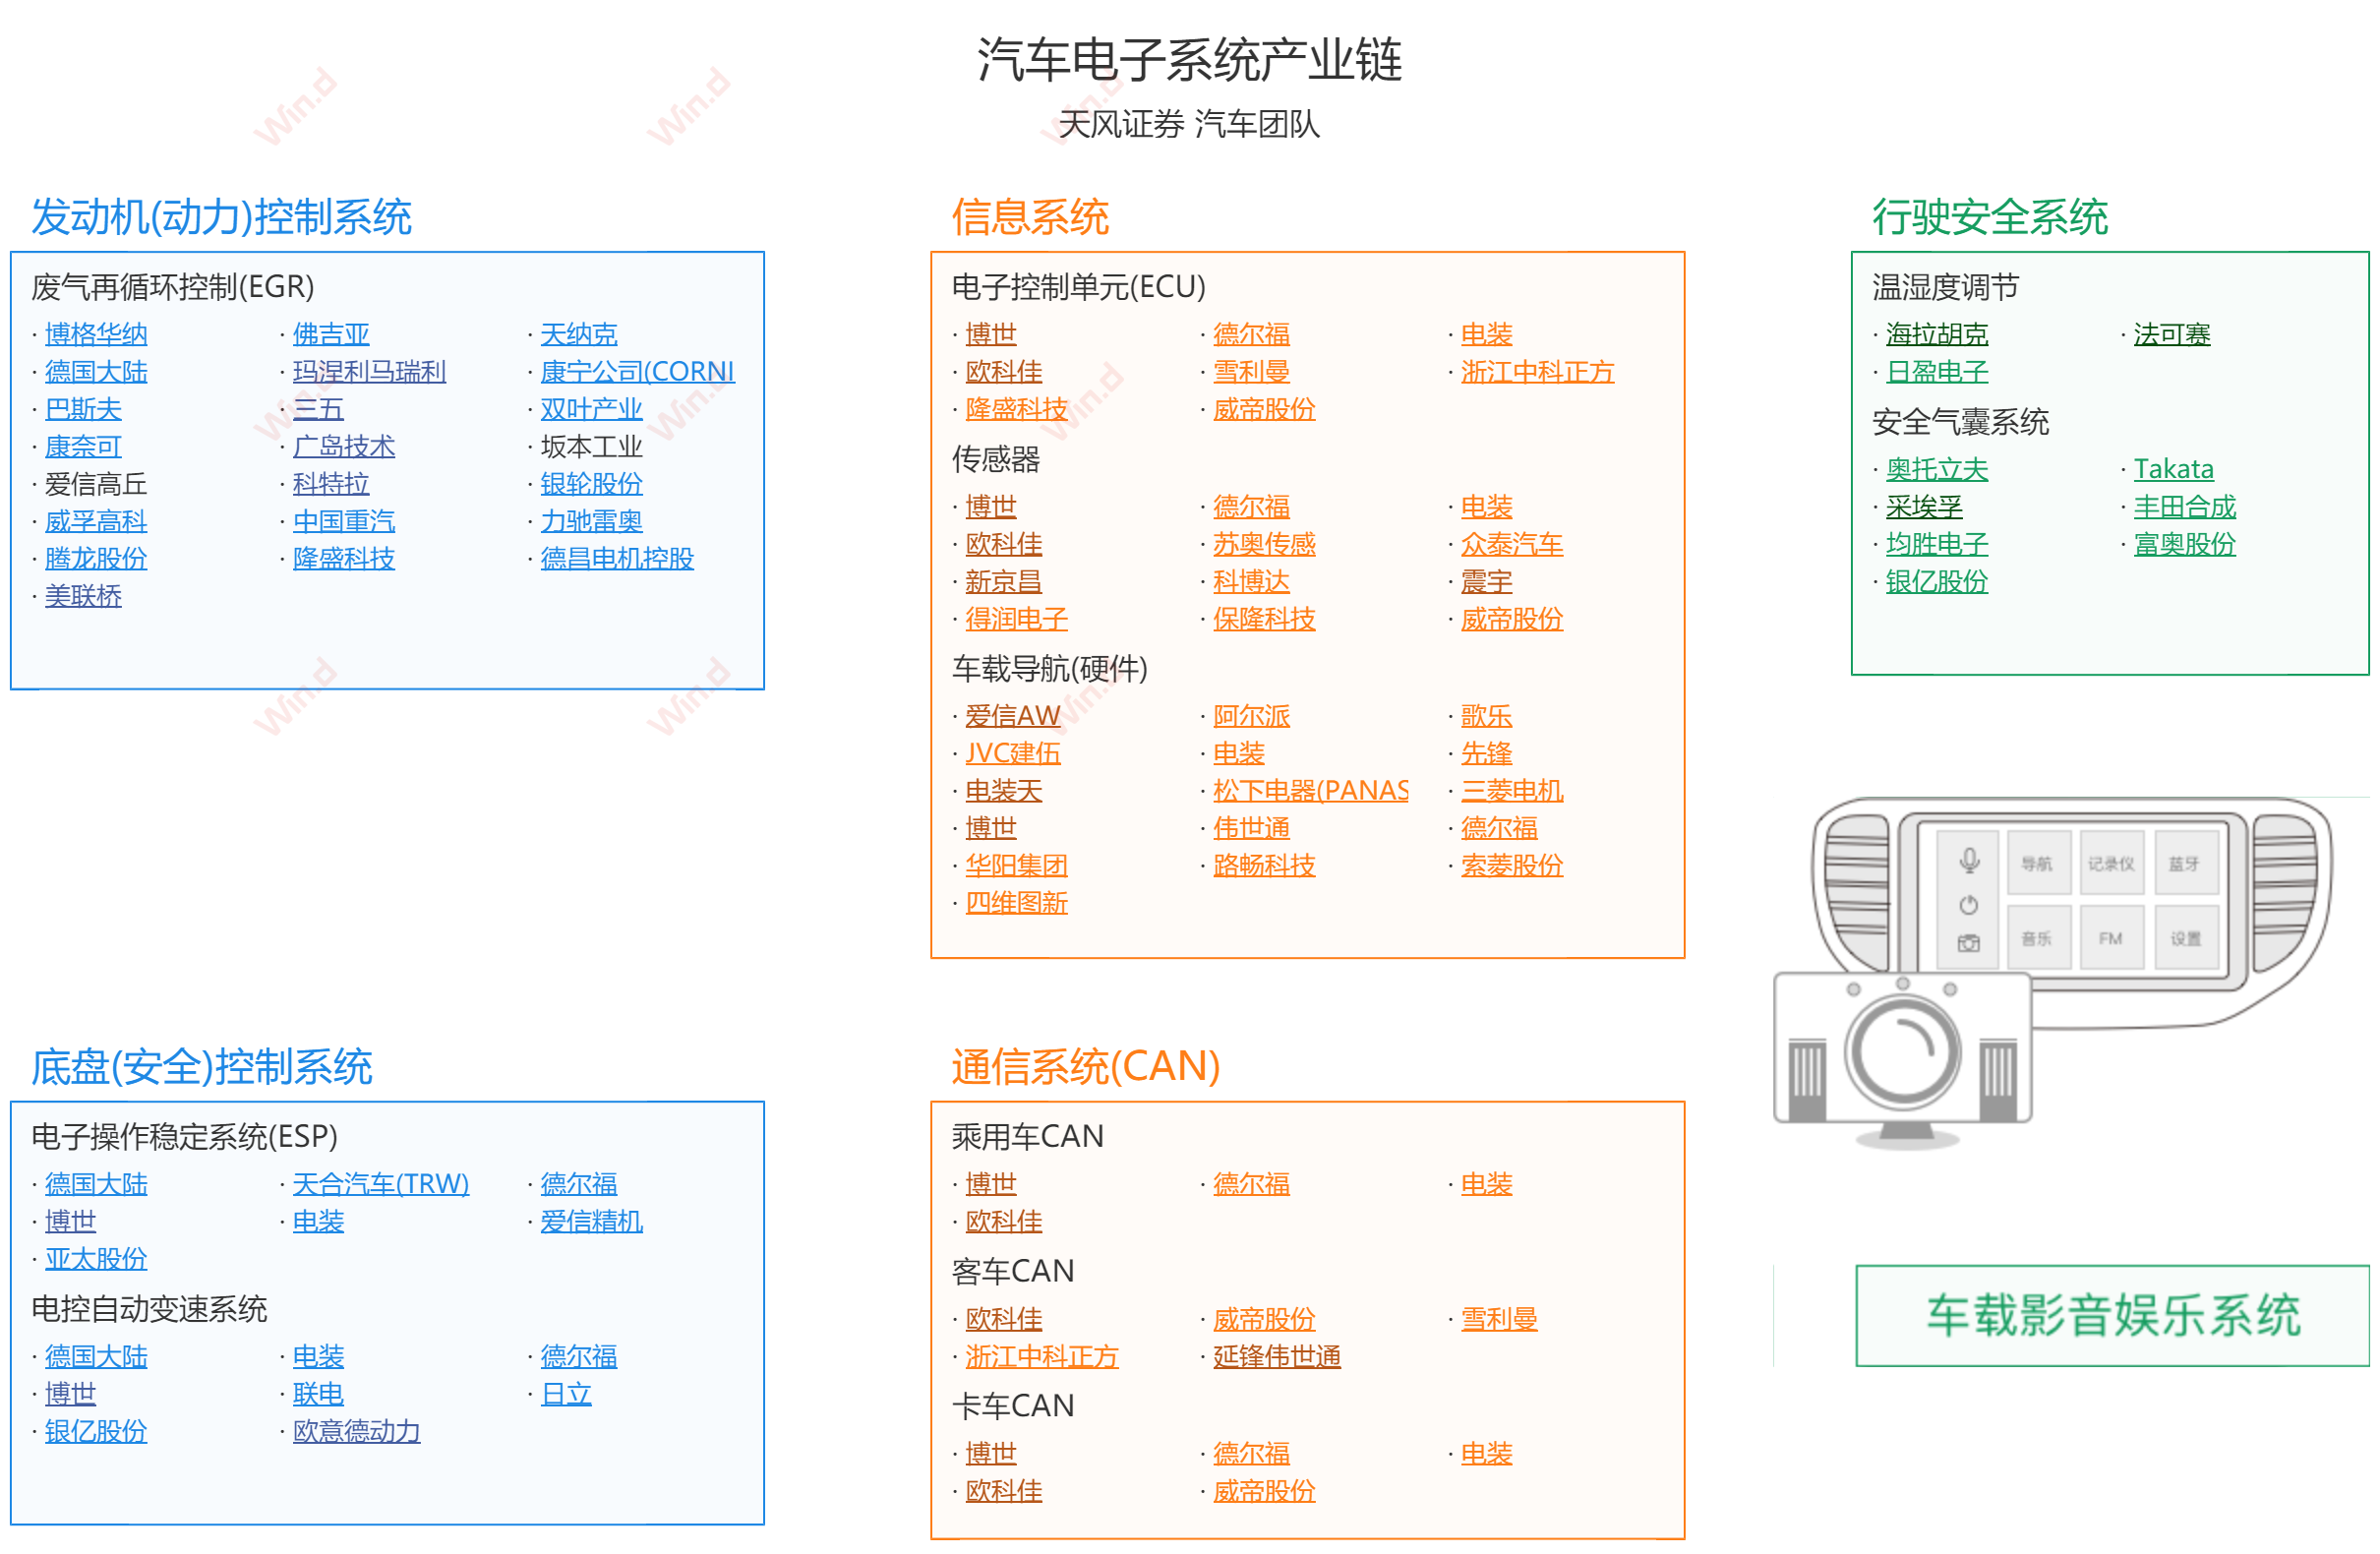 汽车电子系统产业链
天风证券 汽车团队
发动机(动力)控制系统
废气再循环控制(EGR)
· 博格华纳 · 佛吉亚 · 天纳克
· 德国大陆 · 玛涅利马瑞利 · 康宁公司(CORNI
· 巴斯夫 · 三五 · 双叶产业
· 康奈可 · 广岛技术 · 坂本工业
· 爱信高丘 · 科特拉 · 银轮股份
· 威孚高科 · 中国重汽 · 力驰雷奥
· 腾龙股份 · 隆盛科技 · 德昌电机控股
· 美联桥
信息系统
电子控制单元(ECU)
· 博世 · 德尔福 · 电装
· 欧科佳 · 雪利曼 · 浙江中科正方
· 隆盛科技 · 威帝股份
传感器
· 博世 · 德尔福 · 电装
· 欧科佳 · 苏奥传感 · 众泰汽车
· 新京昌 · 科博达 · 震宇
· 得润电子 · 保隆科技 · 威帝股份
车载导航(硬件)
· 爱信AW · 阿尔派 · 歌乐
· JVC建伍 · 电装 · 先锋
· 电装天 · 松下电器(PANAS · 三菱电机
· 博世 · 伟世通 · 德尔福
· 华阳集团 · 路畅科技 · 索菱股份
· 四维图新
行驶安全系统
温湿度调节
· 海拉胡克 · 法可赛
· 日盈电子
安全气囊系统
· 奥托立夫 · Takata
· 采埃孚 · 丰田合成
· 均胜电子 · 富奥股份
· 银亿股份
导航 记录仪 蓝牙
音乐 FM 设置
底盘(安全)控制系统
电子操作稳定系统(ESP)
· 德国大陆 · 天合汽车(TRW) · 德尔福
· 博世 · 电装 · 爱信精机
· 亚太股份
电控自动变速系统
· 德国大陆 · 电装 · 德尔福
· 博世 · 联电 · 日立
· 银亿股份 · 欧意德动力
通信系统(CAN)
乘用车CAN
· 博世 · 德尔福 · 电装
· 欧科佳
客车CAN
· 欧科佳 · 威帝股份 · 雪利曼
· 浙江中科正方 · 延锋伟世通
卡车CAN
· 博世 · 德尔福 · 电装
· 欧科佳 · 威帝股份
车载影音娱乐系统
Win.d
Win.d
Win.d
Win.d
Win.d
Win.d
Win.d
Win.d
Win.d